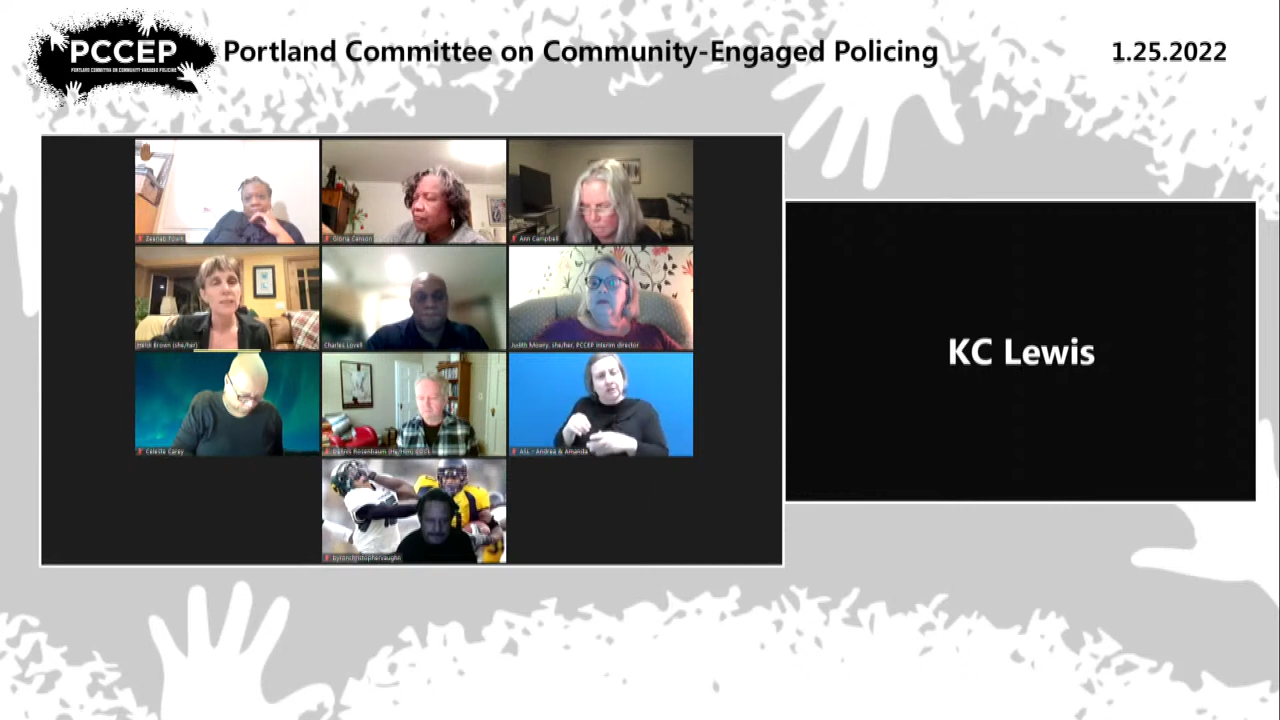 PCCEP
PORTLAND COMMITTEE ON COMMUNITY-ENGAGED POLICING
Portland Committee on Community-Engaged Policing
1.25.2022
Gloria Canson
Ann Campbell
Brown (she/her)
Charles Lovell
Judith Mowry, she/her, PCCEP interim director
KC Lewis
Celeste Carey
Dennis Rosenbaum (He/Him)
ASL - Andrea & Amanda
byronchristophervaughn